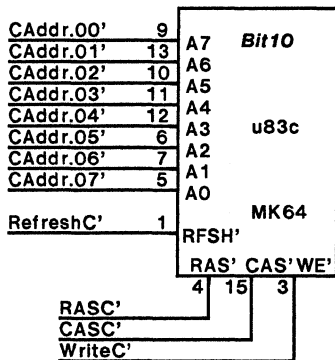 CAddr.00' 9 A7 Bit10
CAddr.01' 13 A6
CAddr.02' 10 A5
CAddr.03' 11 A4
CAddr.04' 12 A3 u83c
CAddr.05' 6 A2
CAddr.06' 7 A1
CAddr.07' 5 A0
MK64
RefreshC' 1 RFSH'
RAS' CAS' WE'
4 15 3
RASC'
CASC'
WriteC'